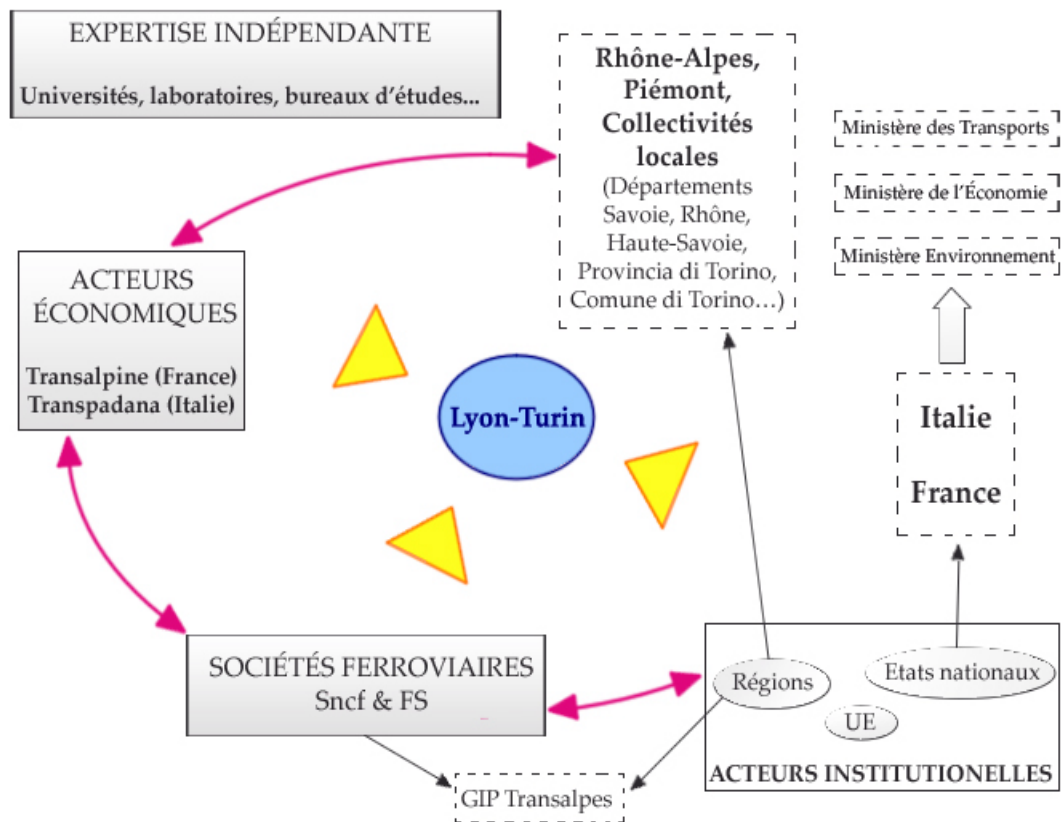 EXPERTISE INDÉPENDANTE
Universités, laboratoires, bureaux d'études...
Rhône-Alpes,
Piémont,
Collectivités
locales
(Départements
Savoie, Rhône,
Haute-Savoie,
Provincia di Torino,
Comune di Torino…)
Ministère des Transports
Ministère de l'Économie
Ministère Environnement
ACTEURS
ÉCONOMIQUES
Transalpine (France)
Transpadana (Italie)
Lyon-Turin
Italie
France
SOCIÉTÉS FERROVIAIRES
Sncf & FS
Régions
Etats nationaux
UE
ACTEURS INSTITUTIONELLES
GIP Transalpes